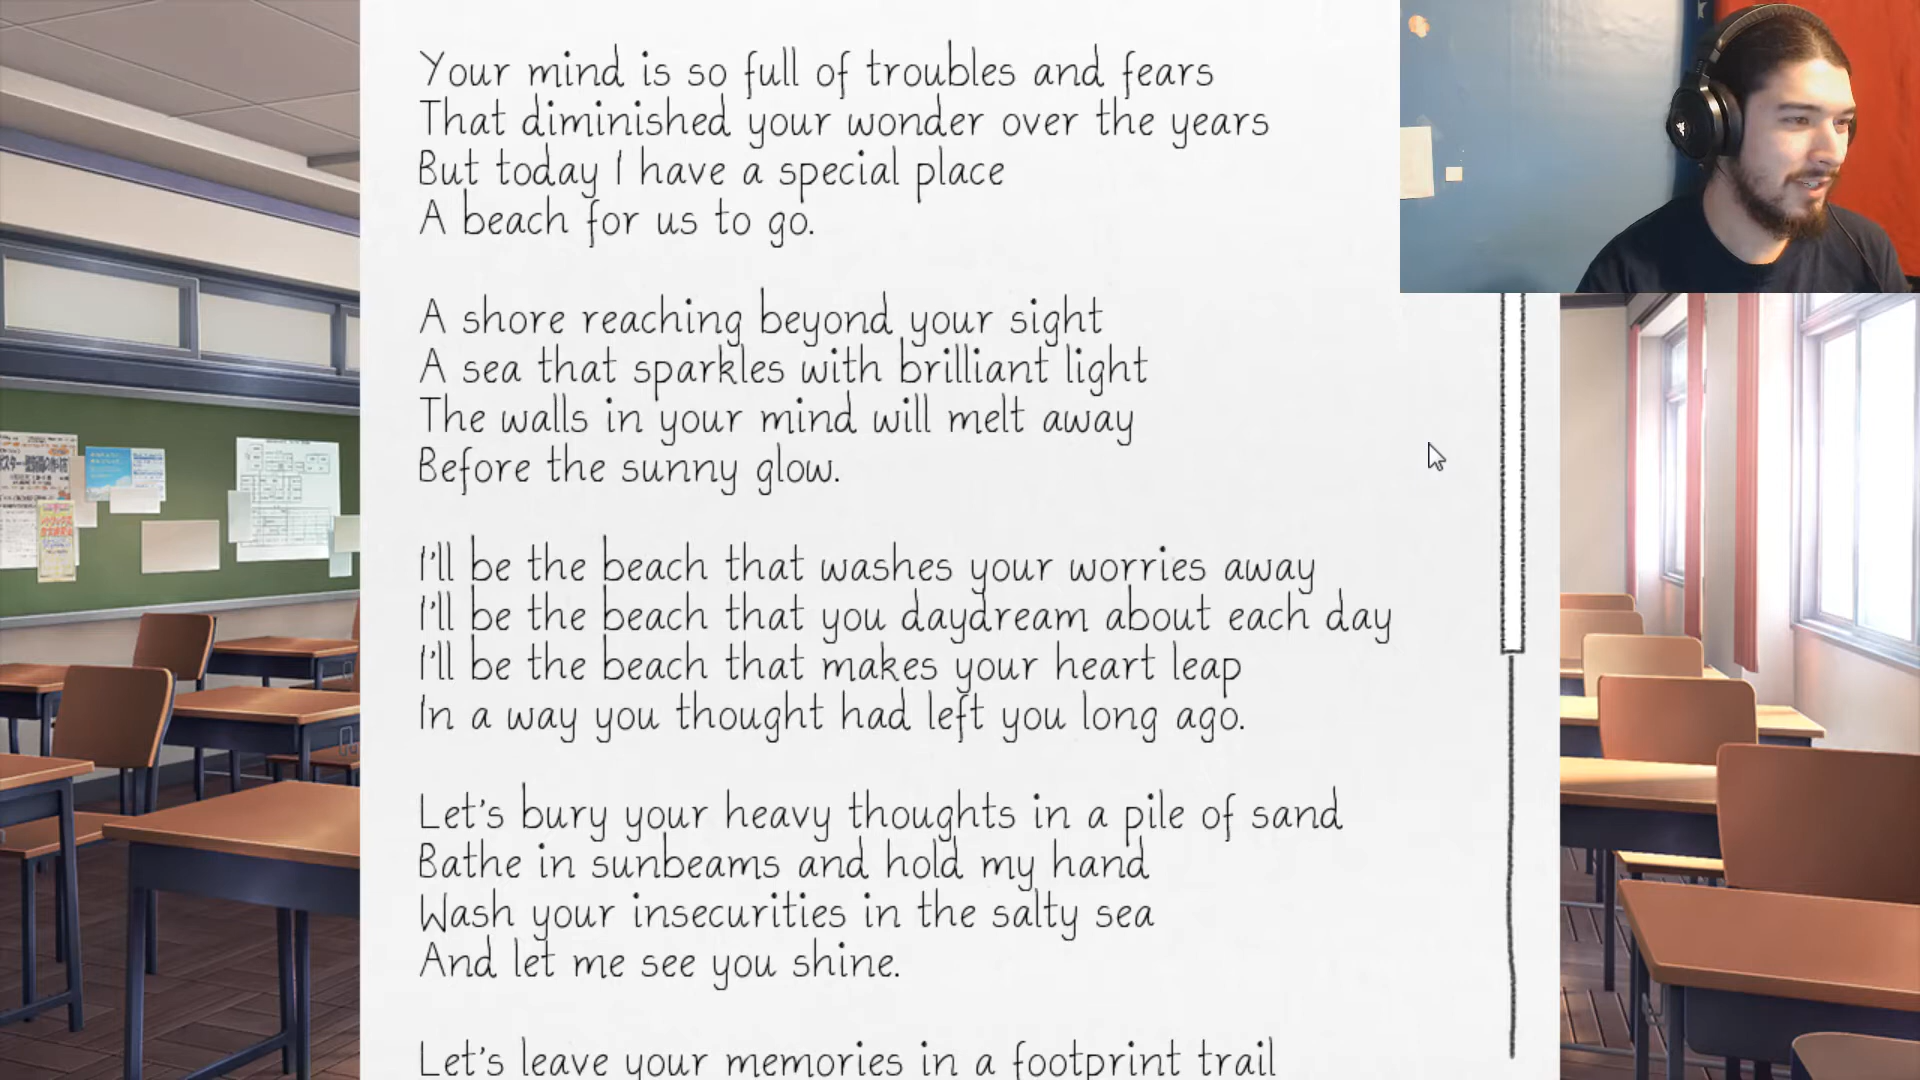 Your mind is so full of troubles and fears
That diminished your wonder over the years
But today I have a special place
A beach for us to go.
A shore reaching beyond your sight
A sea that sparkles with brilliant light
The walls in your mind will melt away
Before the sunny glow.
I'll be the beach that washes your worries away
I'll be the beach that you daydream about each day
I'll be the beach that makes your heart leap
In a way you thought had left you long ago.
Let's bury your heavy thoughts in a pile of sand
Bathe in sunbeams and hold my hand
Wash your insecurities in the salty sea
And let me see you shine.
Let's leave your memories in a footprint trail